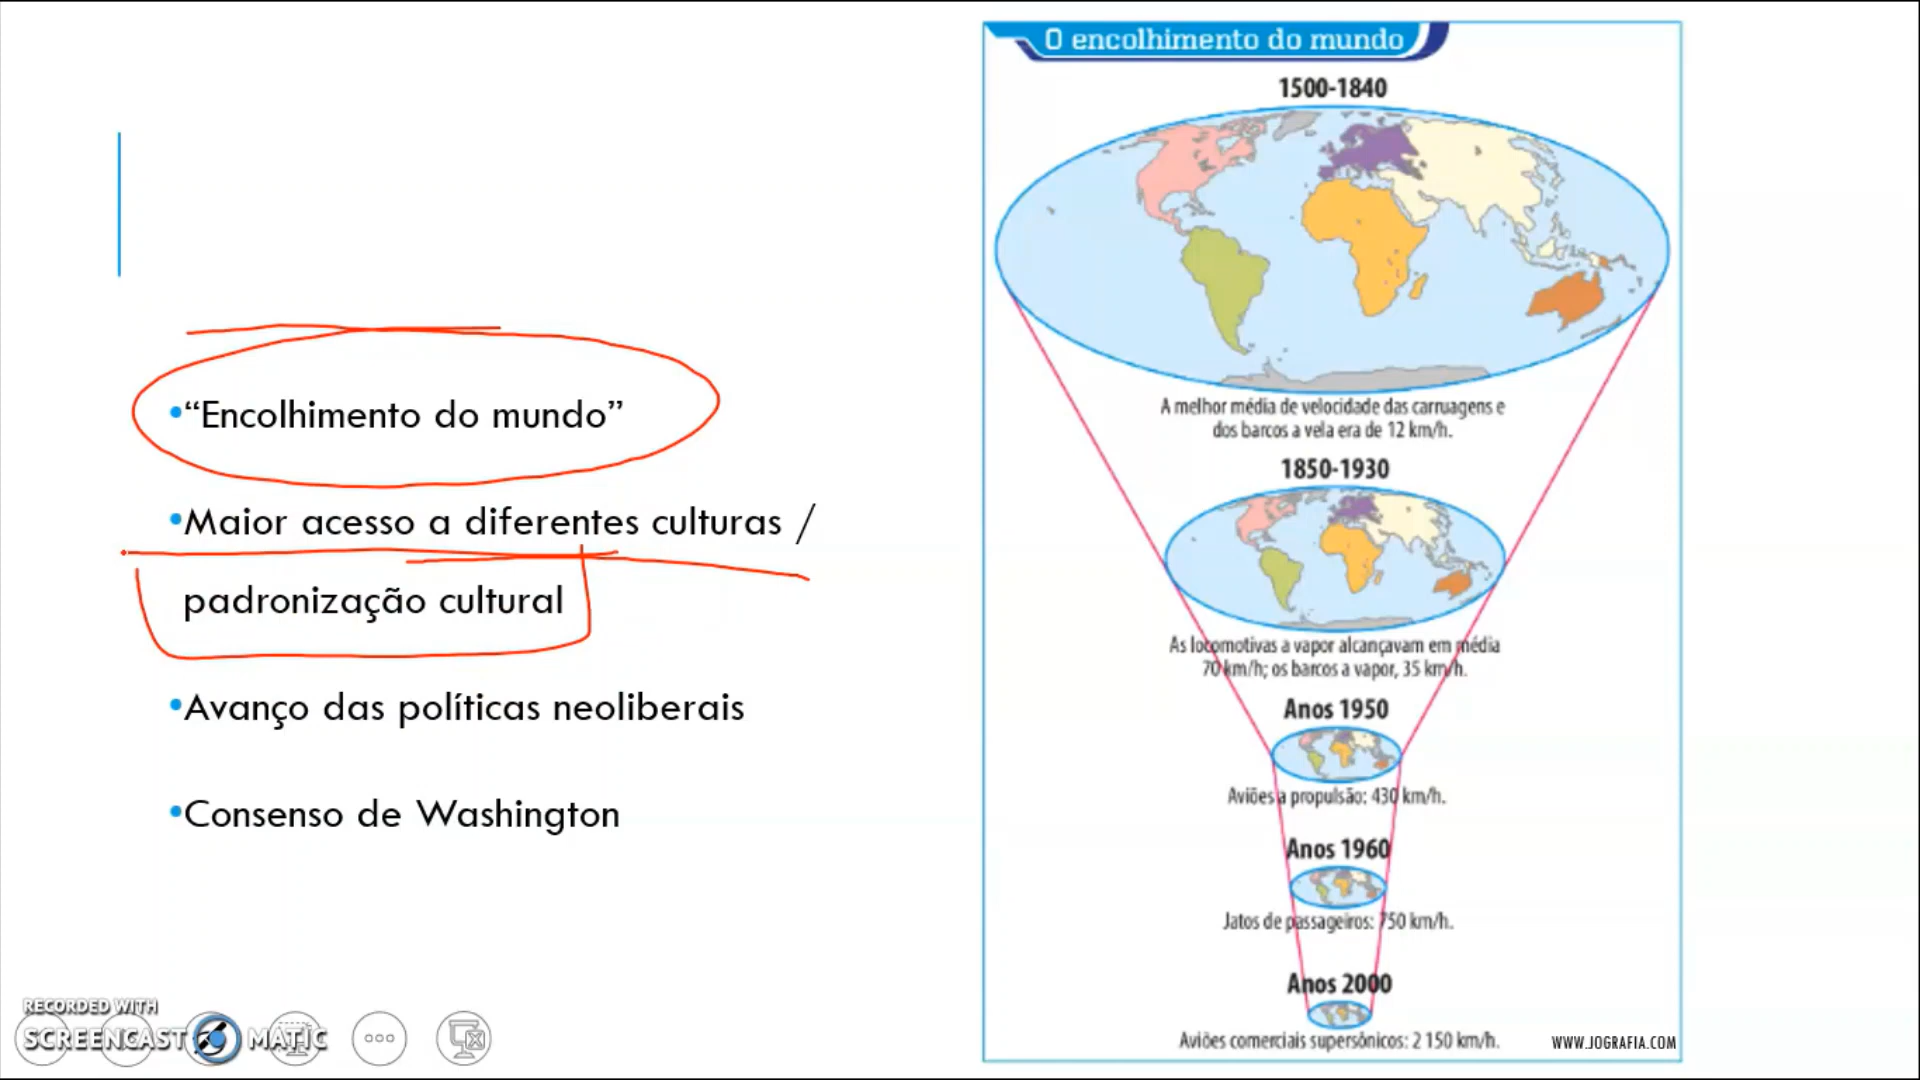 •“Encolhimento do mundo”
•Maior acesso a diferentes culturas /
padronização cultural
•Avanço das políticas neoliberais
•Consenso de Washington
RECORDED WITH
SCREENCAST MATIC
O encolhimento do mundo
1500-1840
A melhor média de velocidade das carruagens e
dos barcos a vela era de 12 km/h.
1850-1930
As locomotivas a vapor alcançavam em média
70 km/h; os barcos a vapor, 35 km/h.
Anos 1950
Aviões a propulsão: 430 km/h.
Anos 1960
Jatos de passageiros: 750 km/h.
Anos 2000
Aviões comerciais supersônicos: 2 150 km/h.
WWW.JOGRAFIA.COM